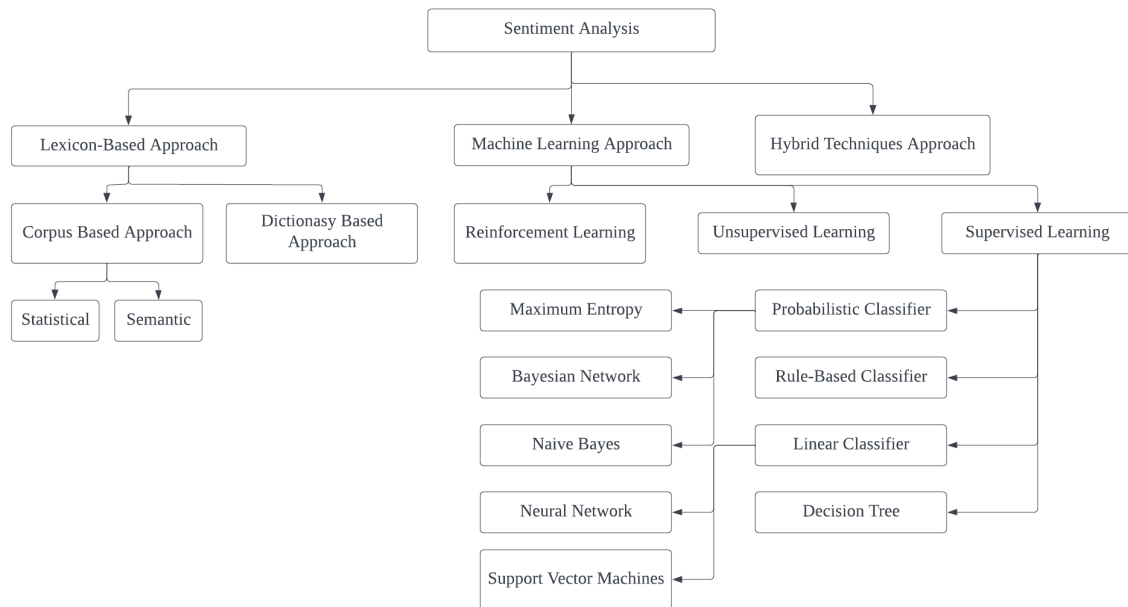 Sentiment Analysis
Lexicon-Based Approach
Machine Learning Approach
Hybrid Techniques Approach
Corpus Based Approach
Dictionasy Based
Approach
Reinforcement Learning
Unsupervised Learning
Supervised Learning
Statistical
Semantic
Maximum Entropy
Probabilistic Classifier
Bayesian Network
Rule-Based Classifier
Naive Bayes
Linear Classifier
Neural Network
Decision Tree
Support Vector Machines